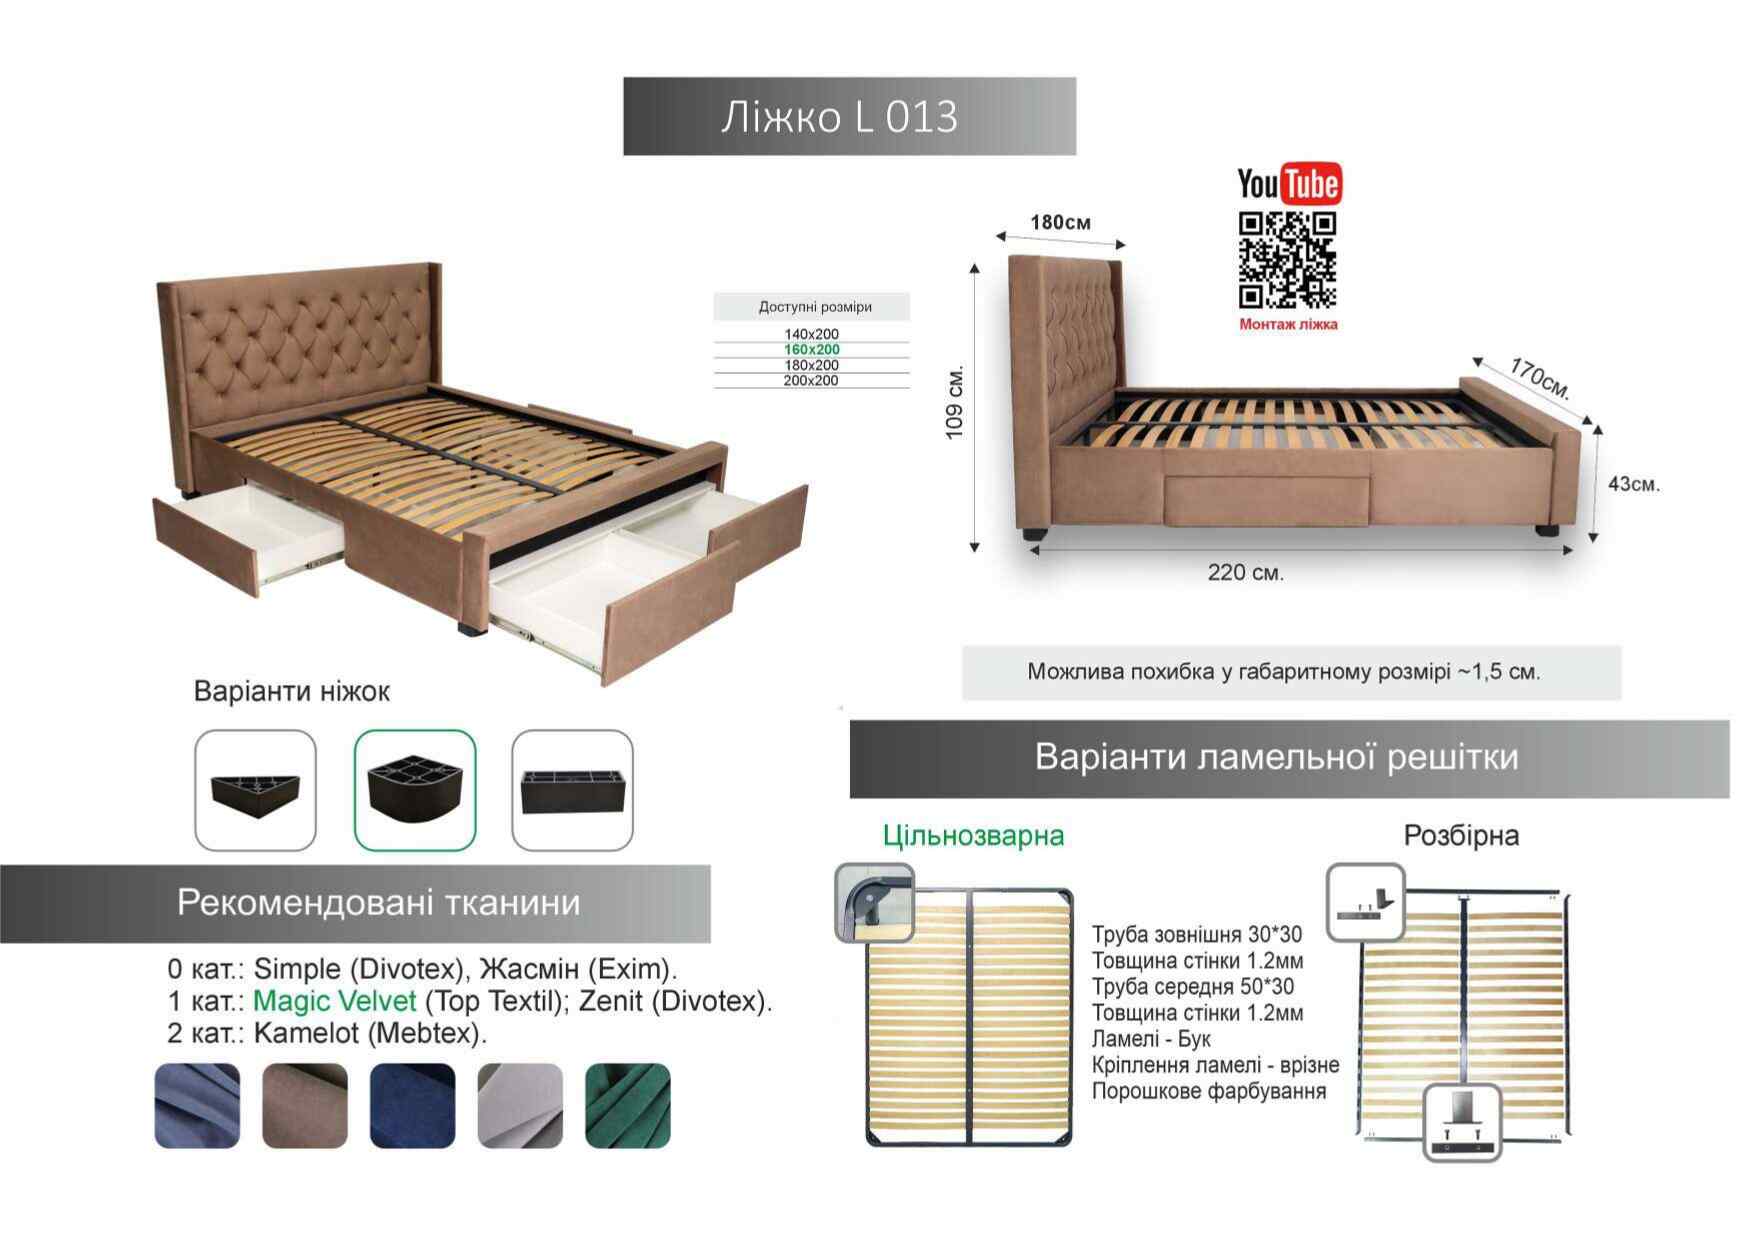 Ліжко L 013
YouTube
Монтаж ліжка
180см
109 см.
170см.
43см.
220 см.
Доступні розміри
140x200
160x200
180x200
200x200
Можлива похибка у габаритному розмірі ~1,5 см.
Варіанти ніжок
Рекомендовані тканини
0 кат.: Simple (Divotex), Жасмін (Exim).
1 кат.: Magic Velvet (Top Textil); Zenit (Divotex).
2 кат.: Kamelot (Mebtex).
Варіанти ламельної решітки
Цільнозварна
Розбірна
Труба зовнішня 30*30
Товщина стінки 1.2мм
Труба середня 50*30
Товщина стінки 1.2мм
Ламелі - Бук
Кріплення ламелі - врізне
Порошкове фарбування